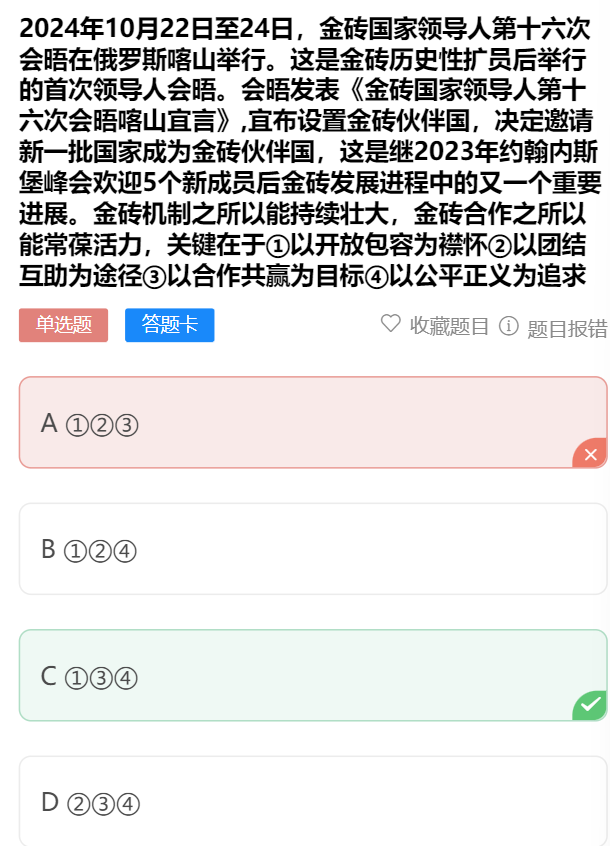 2024年10月22日至24日，金砖国家领导人第十六次
会晤在俄罗斯喀山举行。这是金砖历史性扩员后举行
的首次领导人会晤。会晤发表《金砖国家领导人第十
六次会晤喀山宣言》,宣布设置金砖伙伴国，决定邀请
新一批国家成为金砖伙伴国，这是继2023年约翰内斯
堡峰会欢迎5个新成员后金砖发展进程中的又一个重要
进展。金砖机制之所以能持续壮大，金砖合作之所以
能常葆活力，关键在于①以开放包容为襟怀②以团结
互助为途径③以合作共赢为目标④以公平正义为追求
单选题 答题卡 收藏题目 题目报错
A ①②③
B ①②④
C ①③④
D ②③④